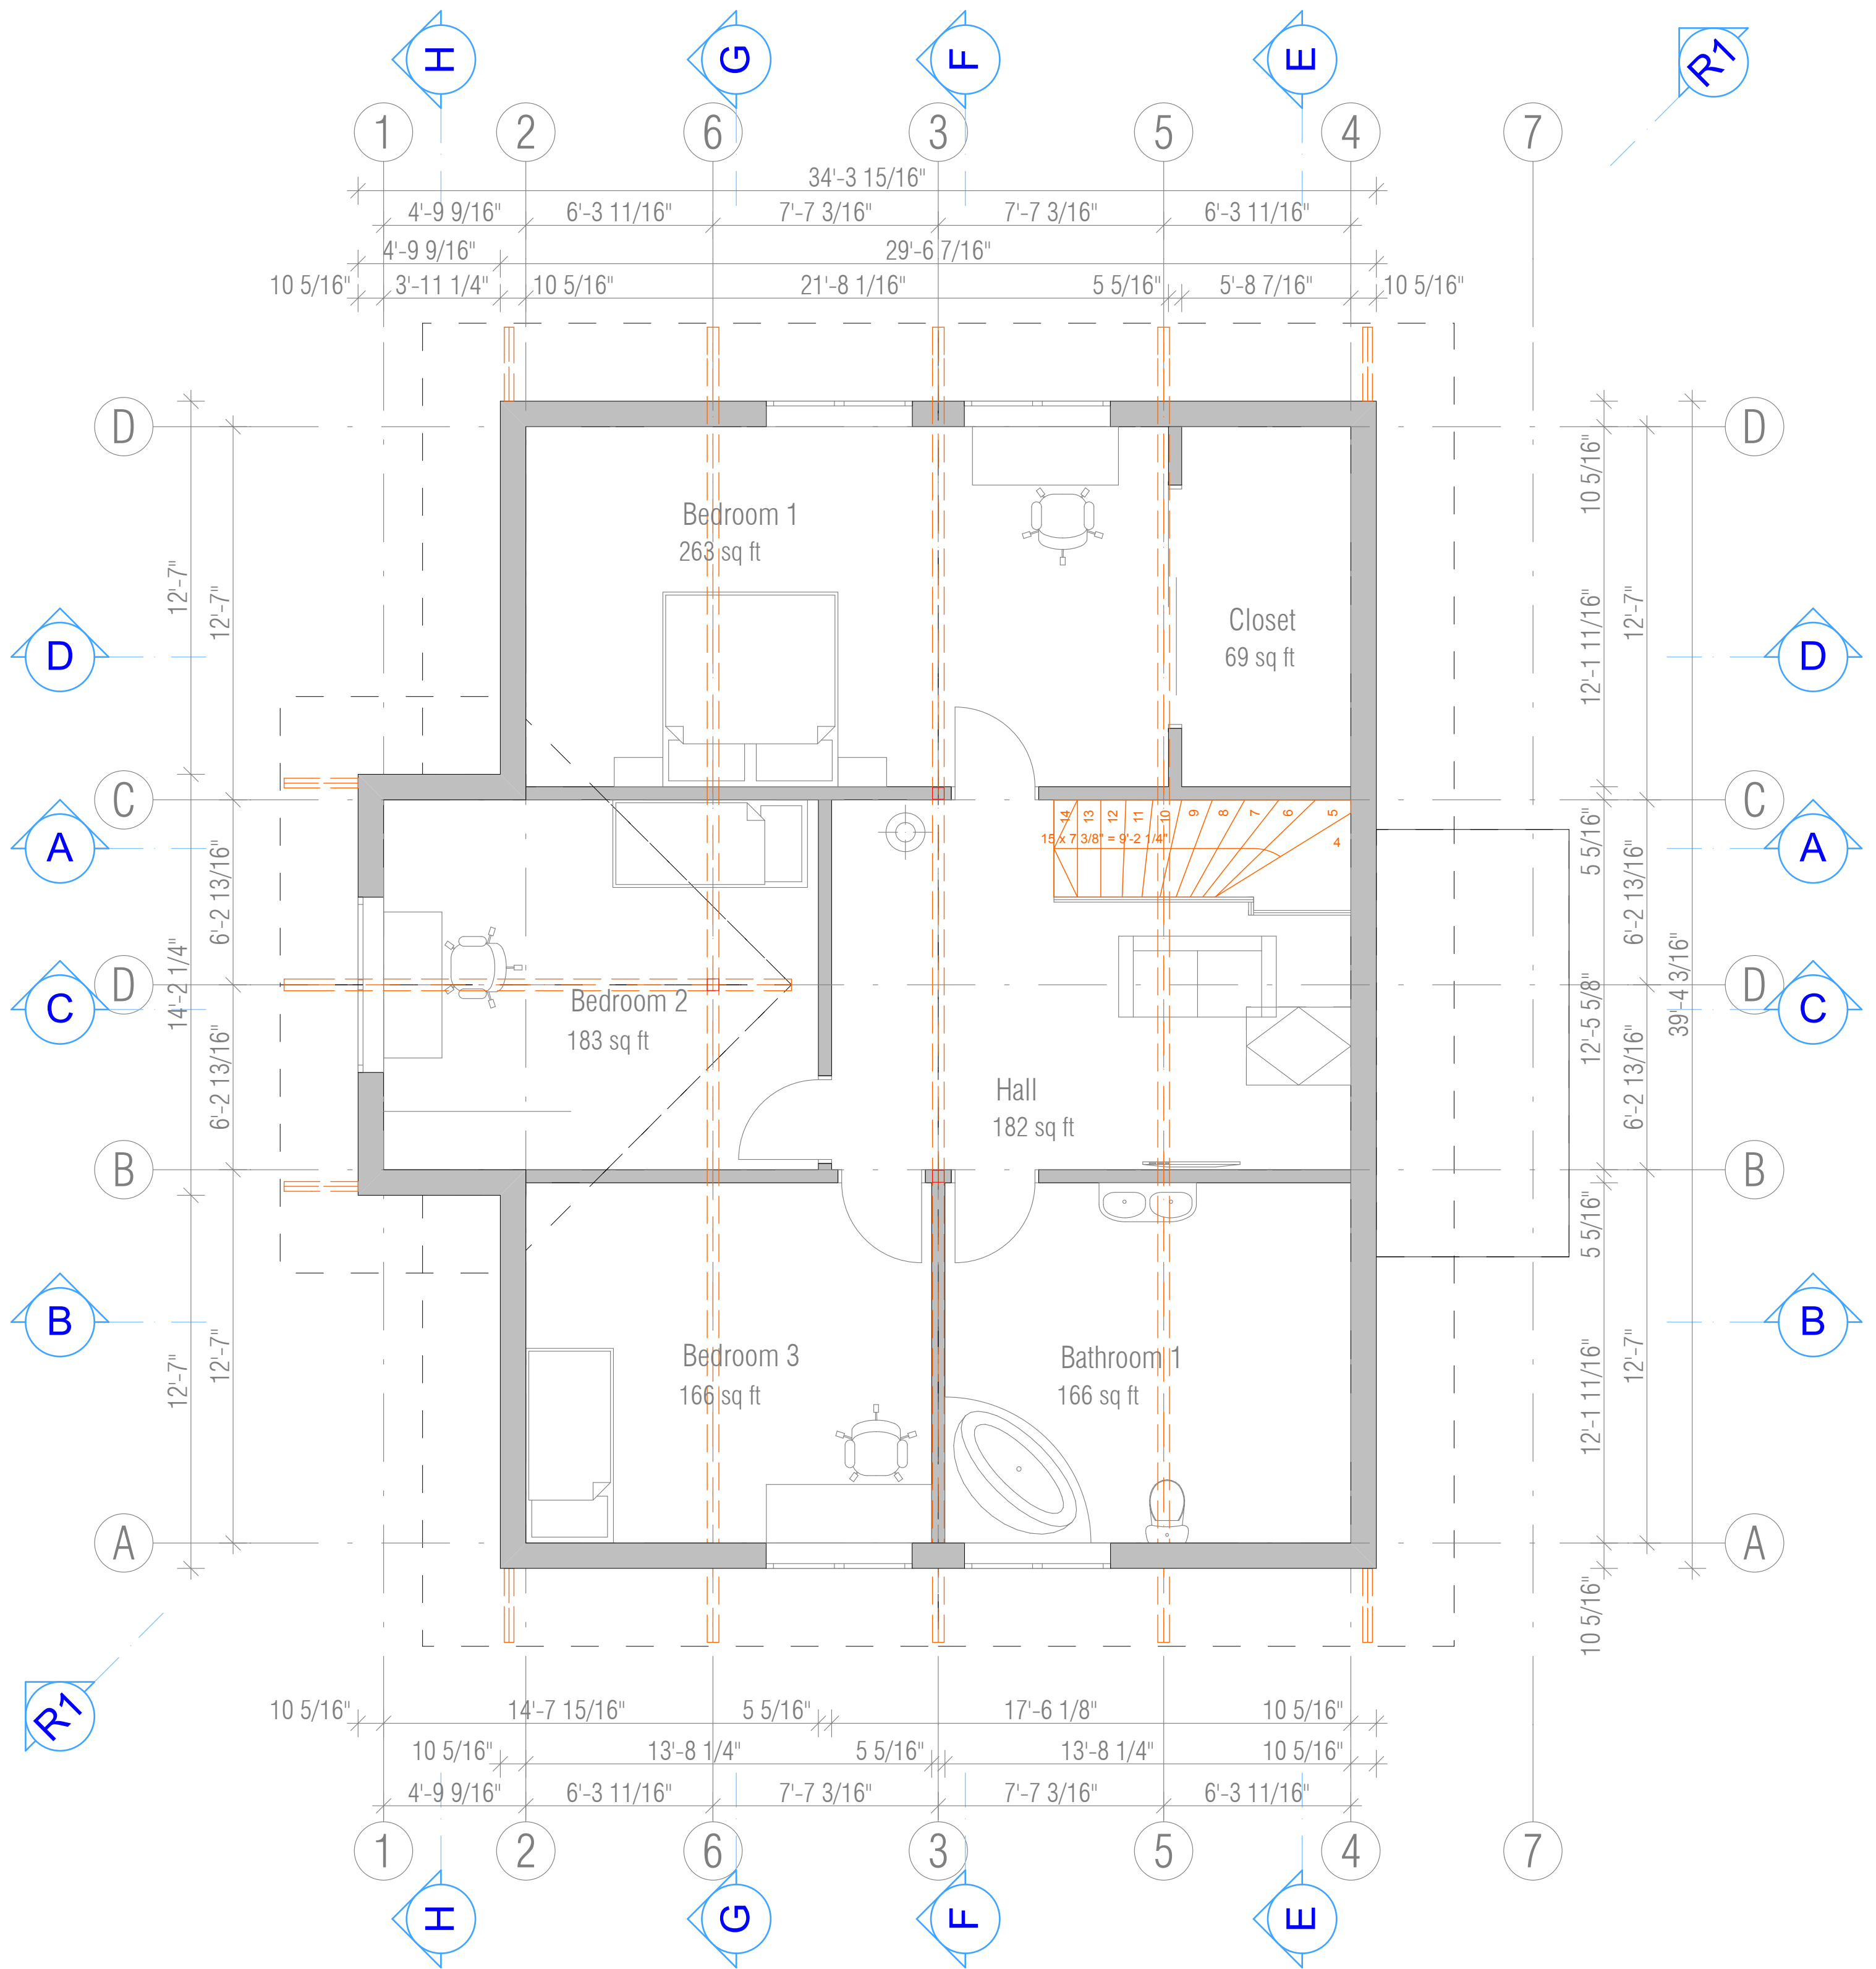 H G F E R1
1 2 6 3 5 4 7
34'-3 15/16"
4'-9 9/16" 6'-3 11/16" 7'-7 3/16" 7'-7 3/16" 6'-3 11/16"
4'-9 9/16" 29'-6 7/16"
10 5/16" 3'-11 1/4" 10 5/16" 21'-8 1/16" 5 5/16" 5'-8 7/16" 10 5/16"
D D
10 5/16"
Bedroom 1
263 sq ft
12'-7" 12'-7" 12'-1 11/16" 12'-7"
Closet
69 sq ft
D D
C C
14 13 12 11 10 9 8 7 6 5
15 x 7 3/8" = 9'-2 1/4" 4
A A
5 5/16"
6'-2 13/16" 6'-2 13/16"
14'-2 1/4" 39'-4 3/16"
D D
C C
Bedroom 2
183 sq ft
12'-5 5/8"
6'-2 13/16" 6'-2 13/16"
Hall
182 sq ft
B B
5 5/16"
B B
Bedroom 3
166 sq ft
Bathroom 1
166 sq ft
12'-7" 12'-7" 12'-1 11/16" 12'-7"
A A
10 5/16"
R1
10 5/16" 14'-7 15/16" 5 5/16" 17'-6 1/8" 10 5/16"
10 5/16" 13'-8 1/4" 5 5/16" 13'-8 1/4" 10 5/16"
4'-9 9/16" 6'-3 11/16" 7'-7 3/16" 7'-7 3/16" 6'-3 11/16"
1 2 6 3 5 4 7
H G F E